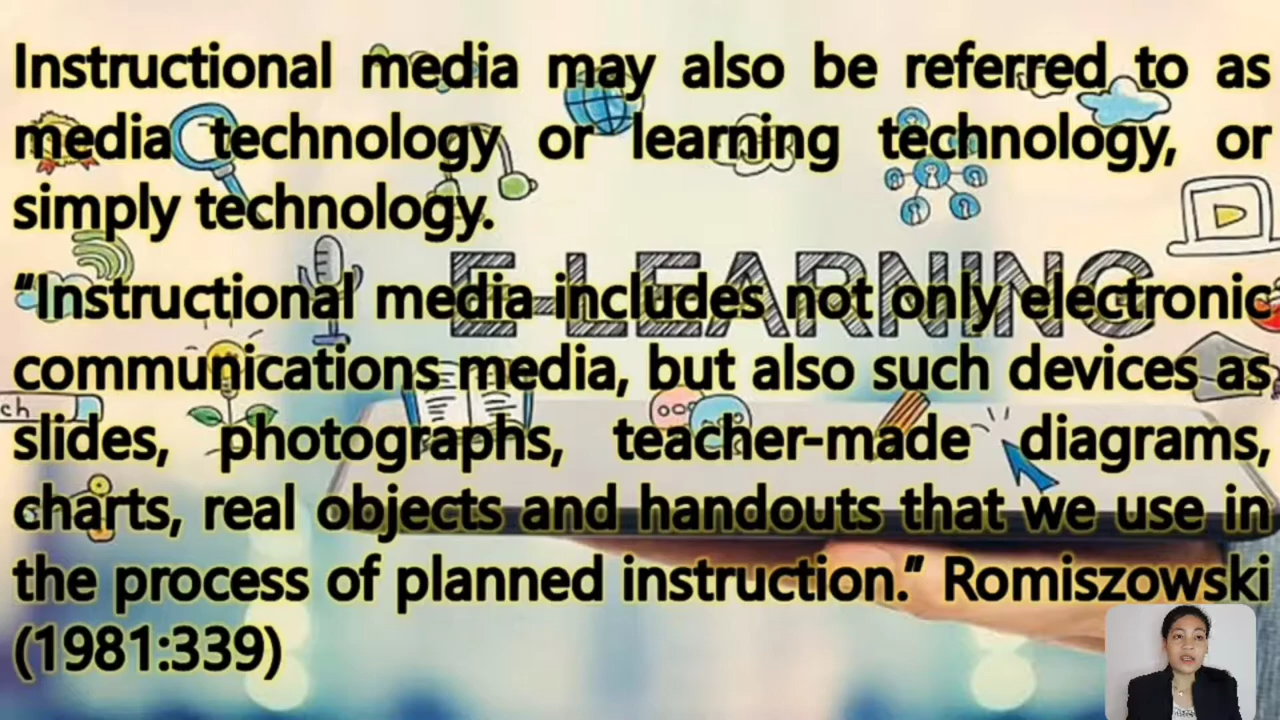 Instructional media may also be referred to as
media technology or learning technology, or
simply technology.
E-LEARNING
“Instructional media includes not only electronic
communications media, but also such devices as
ch
slides, photographs, teacher-made diagrams,
charts, real objects and handouts that we use in
the process of planned instruction.” Romiszowski
(1981:339)